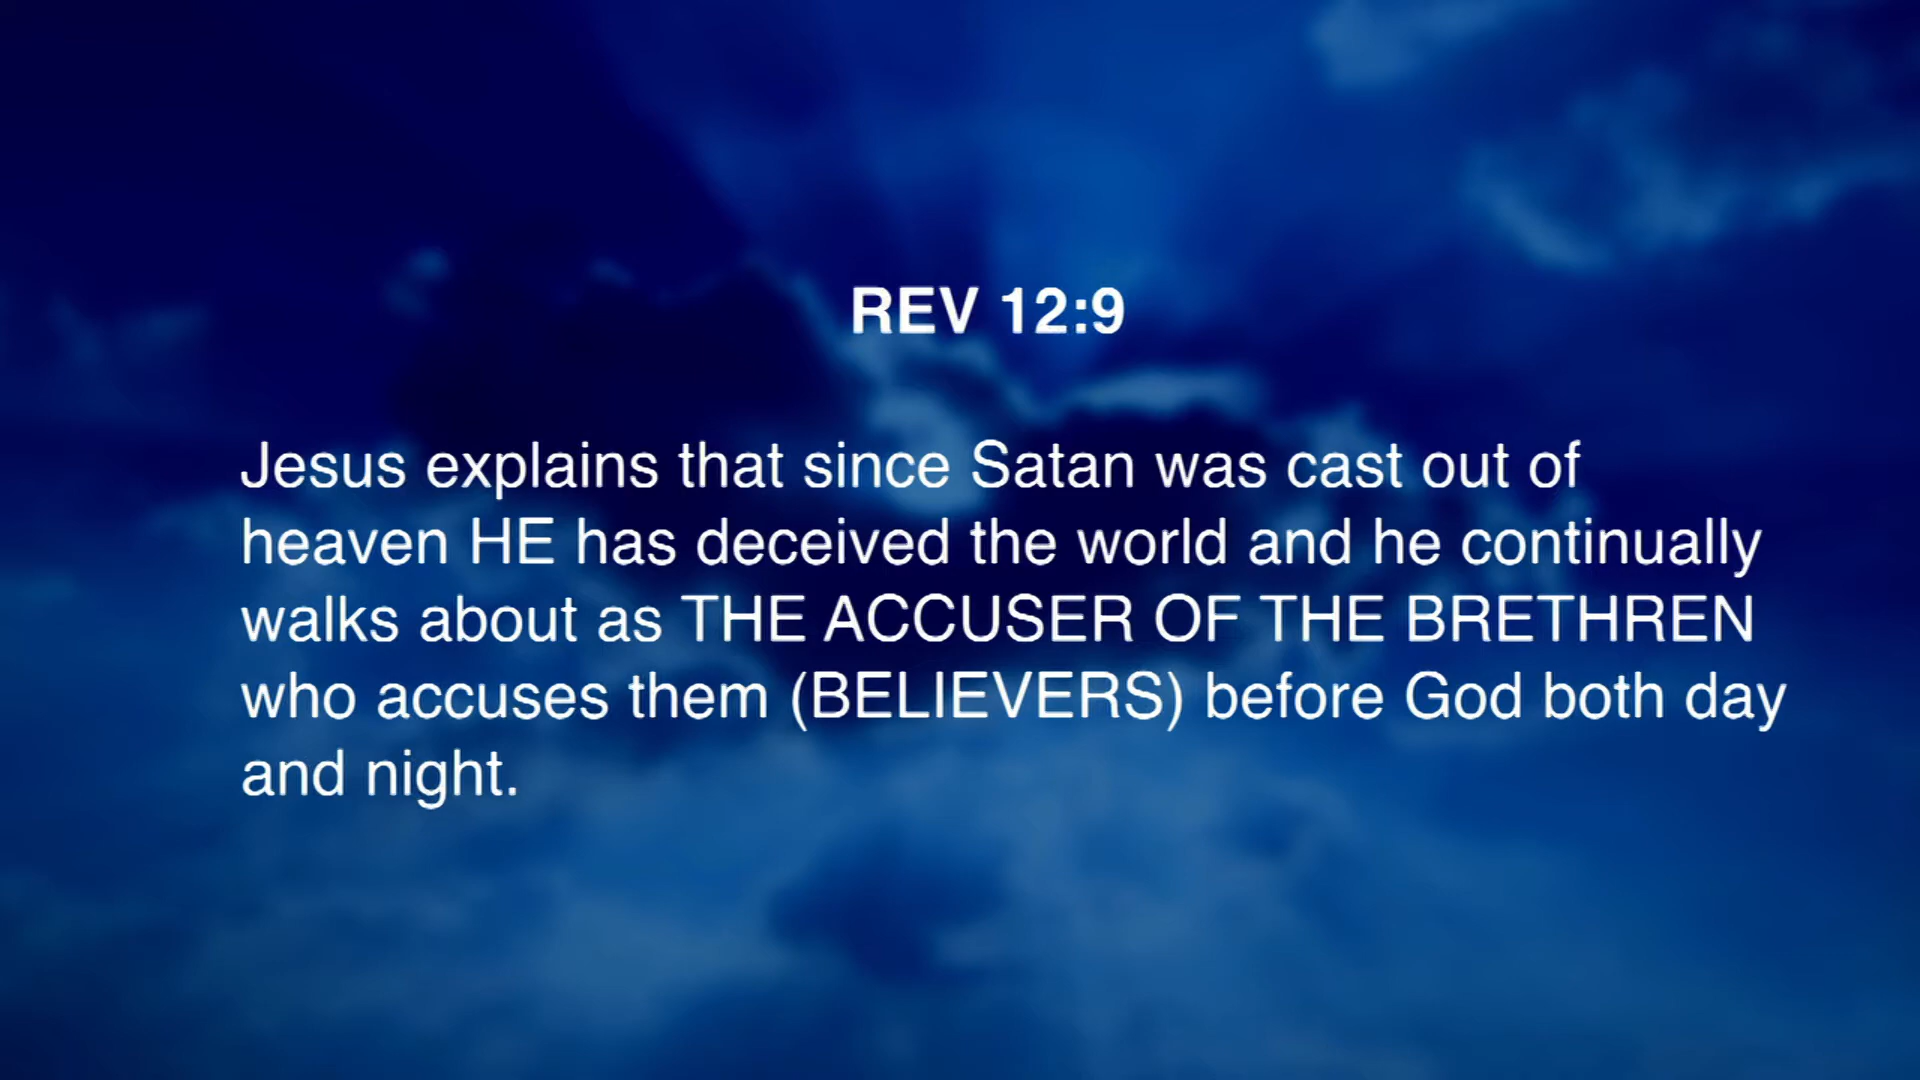 REV 12:9
Jesus explains that since Satan was cast out of
heaven HE has deceived the world and he continually
walks about as THE ACCUSER OF THE BRETHREN
who accuses them (BELIEVERS) before God both day
and night.